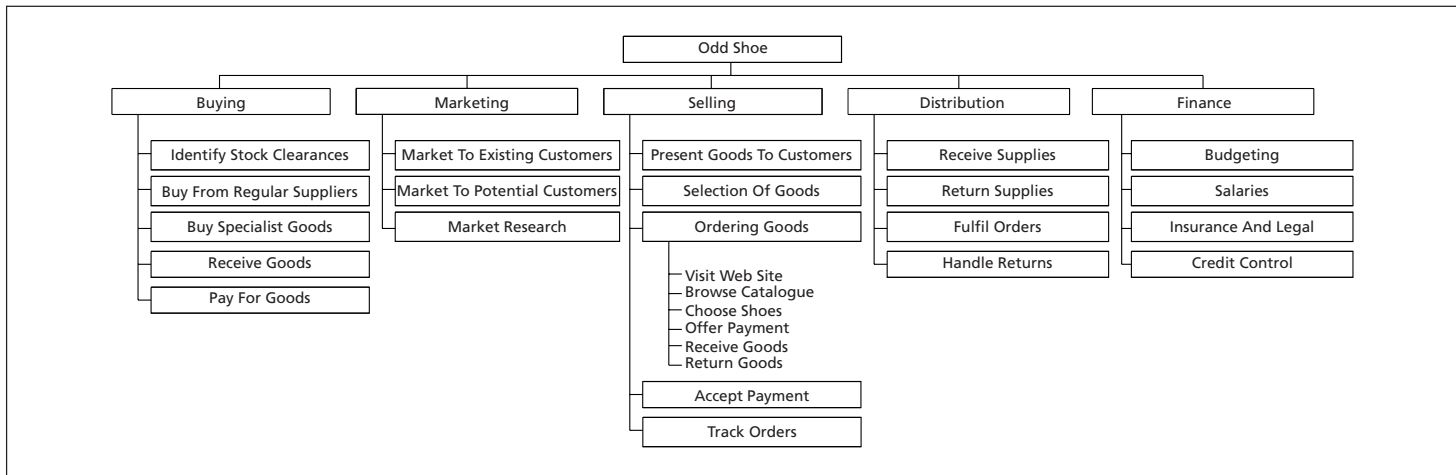 Odd Shoe
Buying
Identify Stock Clearances
Buy From Regular Suppliers
Buy Specialist Goods
Receive Goods
Pay For Goods
Marketing
Market To Existing Customers
Market To Potential Customers
Market Research
Selling
Present Goods To Customers
Selection Of Goods
Ordering Goods
Visit Web Site
Browse Catalogue
Choose Shoes
Offer Payment
Receive Goods
Return Goods
Accept Payment
Track Orders
Distribution
Receive Supplies
Return Supplies
Fulfil Orders
Handle Returns
Finance
Budgeting
Salaries
Insurance And Legal
Credit Control